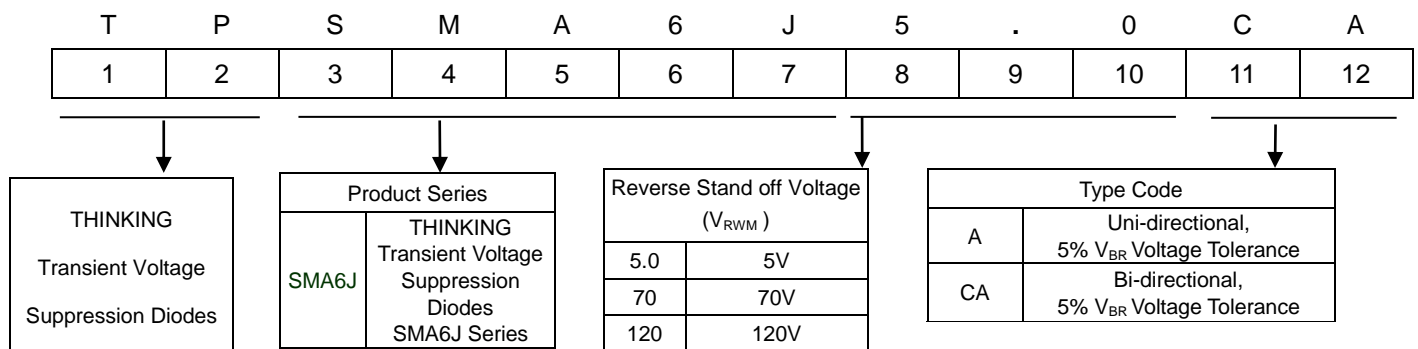 T P S M A 6 J 5 . 0 C A
1 2 3 4 5 6 7 8 9 10 11 12
THINKING
Transient Voltage
Suppression Diodes
Product Series
SMA6J
THINKING
Transient Voltage
Suppression
Diodes
SMA6J Series
Reverse Stand off Voltage
(VRWM )
5.0 5V
70 70V
120 120V
Type Code
A
Uni-directional,
5% VBR Voltage Tolerance
CA
Bi-directional,
5% VBR Voltage Tolerance